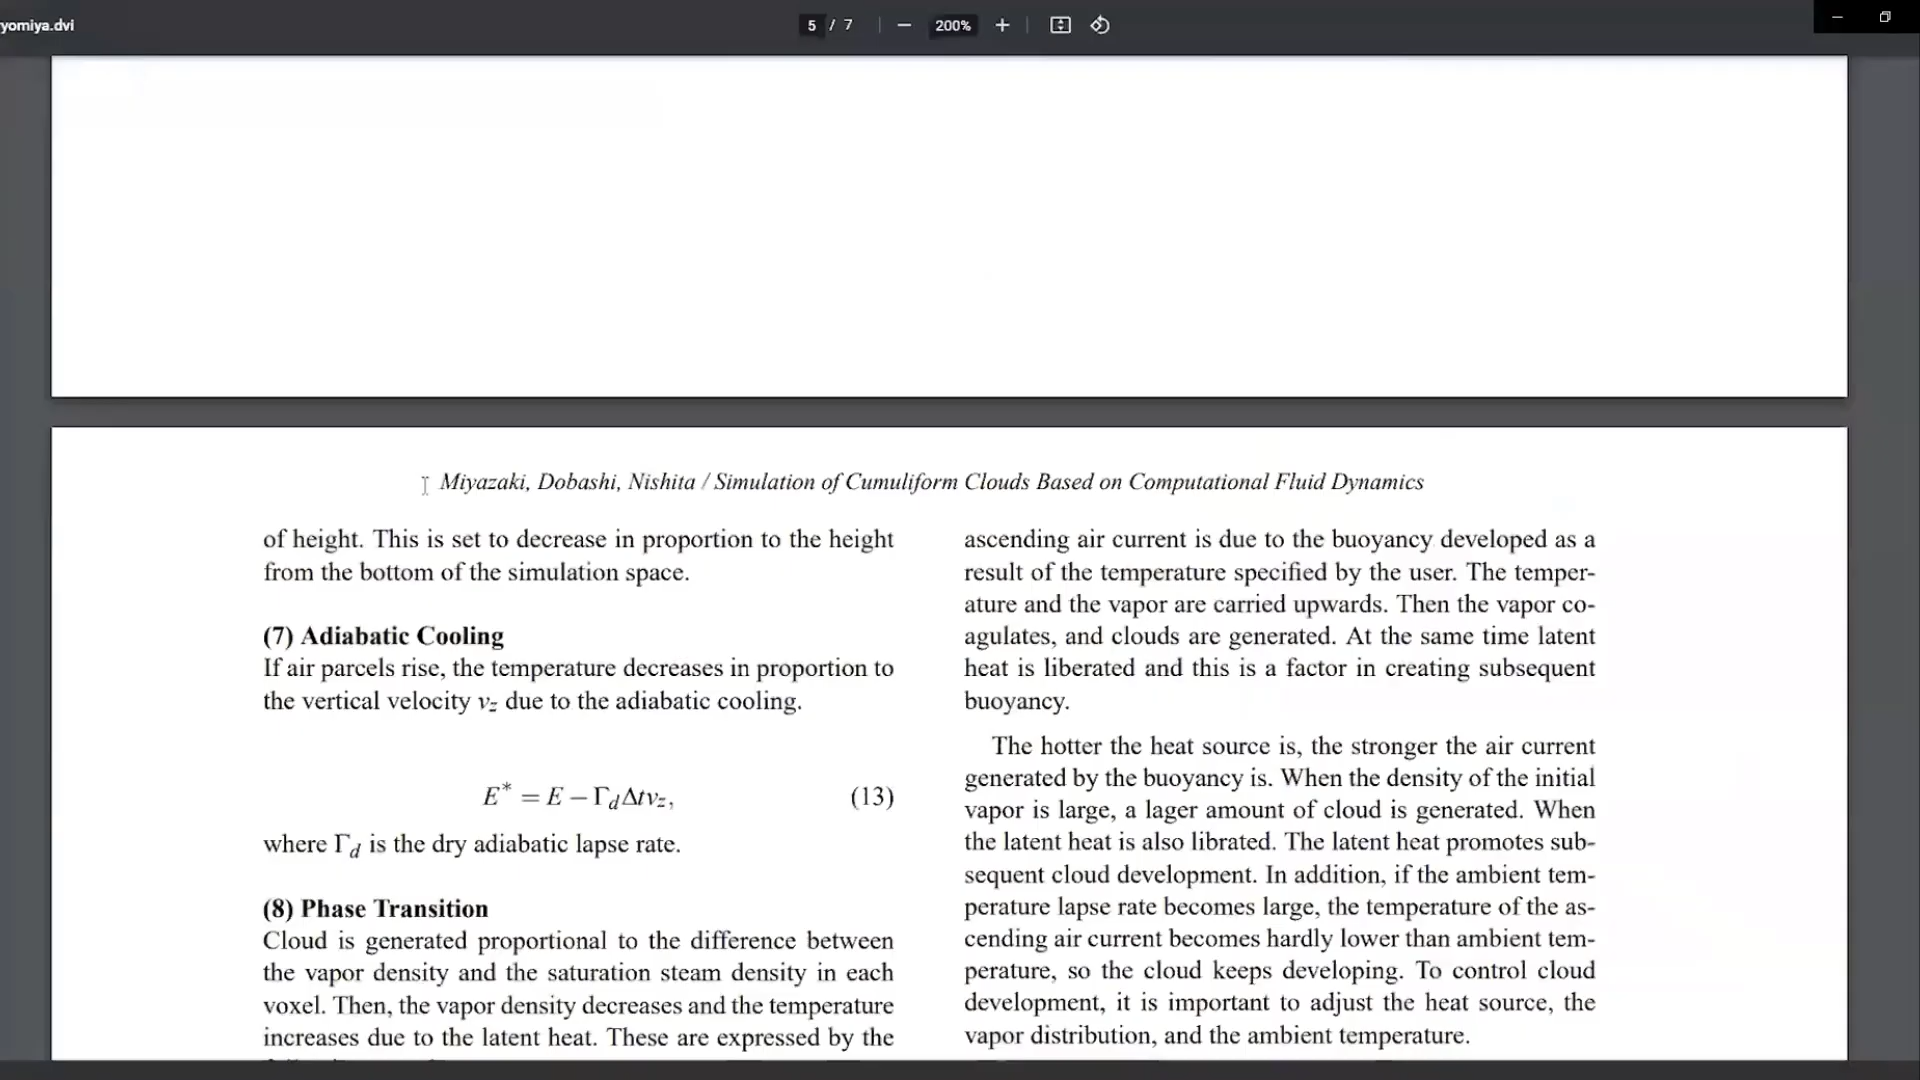 yomiya.dvi
5 / 7
200%
Miyazaki, Dobashi, Nishita / Simulation of Cumuliform Clouds Based on Computational Fluid Dynamics
of height. This is set to decrease in proportion to the height
from the bottom of the simulation space.
(7) Adiabatic Cooling
If air parcels rise, the temperature decreases in proportion to
the vertical velocity v_z due to the adiabatic cooling.
E* = E − Γ_dΔtv_z, (13)
where Γ_d is the dry adiabatic lapse rate.
(8) Phase Transition
Cloud is generated proportional to the difference between
the vapor density and the saturation steam density in each
voxel. Then, the vapor density decreases and the temperature
increases due to the latent heat. These are expressed by the
ascending air current is due to the buoyancy developed as a
result of the temperature specified by the user. The temper-
ature and the vapor are carried upwards. Then the vapor co-
agulates, and clouds are generated. At the same time latent
heat is liberated and this is a factor in creating subsequent
buoyancy.
The hotter the heat source is, the stronger the air current
generated by the buoyancy is. When the density of the initial
vapor is large, a lager amount of cloud is generated. When
the latent heat is also librated. The latent heat promotes sub-
sequent cloud development. In addition, if the ambient tem-
perature lapse rate becomes large, the temperature of the as-
cending air current becomes hardly lower than ambient tem-
perature, so the cloud keeps developing. To control cloud
development, it is important to adjust the heat source, the
vapor distribution, and the ambient temperature.